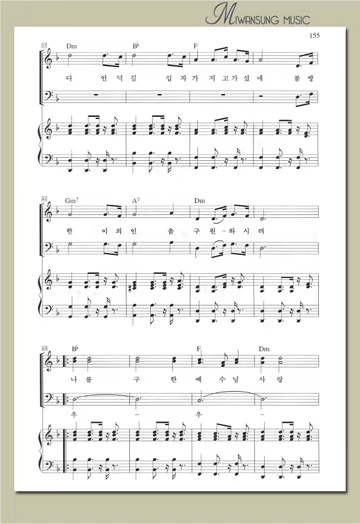 MIWANSUNG MUSIC
155
Dm B♭ F
다 언덕길 십자가 지고가셨네 불쌍
Gm7 A7 Dm
한 이죄인 을 구원-하시려
B♭ F Dm
나를 구 한예수님 사랑
우- 우-